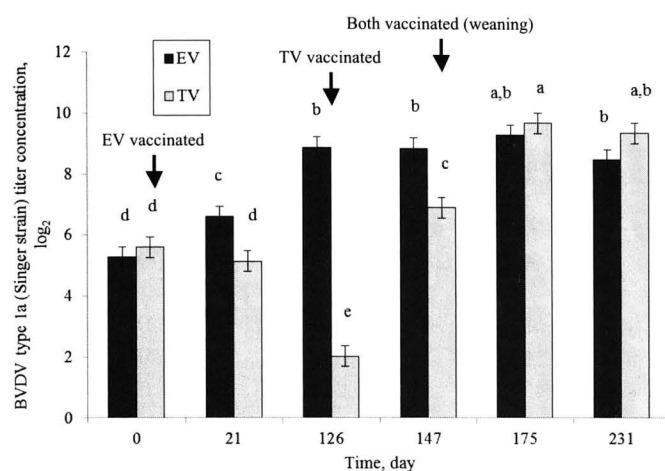 Both vaccinated (weaning)
TV vaccinated
EV vaccinated
EV
TV
BVDV type 1a (Singer strain) titer concentration,
log2
12
10
8
6
4
2
0
d
d
c
d
b
e
b
c
a,b
a
b
a,b
0
21
126
147
175
231
Time, day